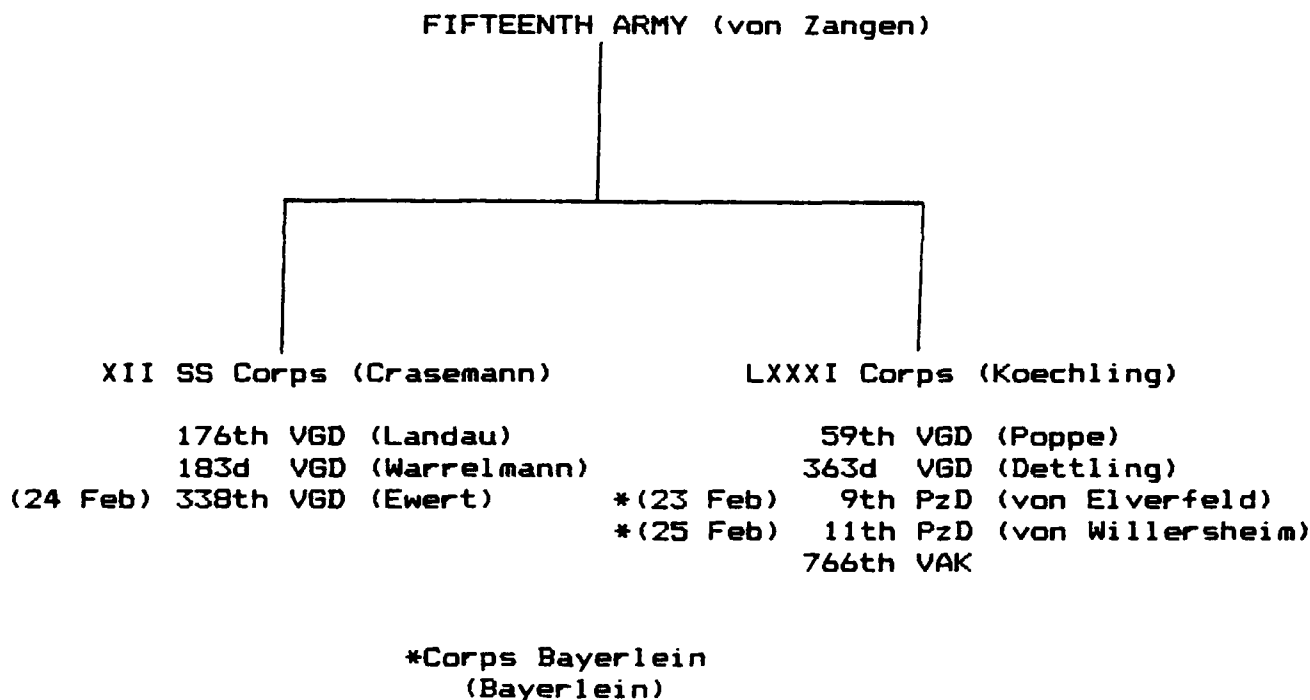 FIFTEENTH ARMY (von Zangen)
XII SS Corps (Crasemann)
176th VGD (Landau)
183d VGD (Warrelmann)
(24 Feb) 338th VGD (Ewert)
LXXXI Corps (Koechling)
59th VGD (Poppe)
363d VGD (Dettling)
*(23 Feb) 9th PzD (von Elverfeld)
*(25 Feb) 11th PzD (von Willersheim)
766th VAK
*Corps Bayerlein
(Bayerlein)